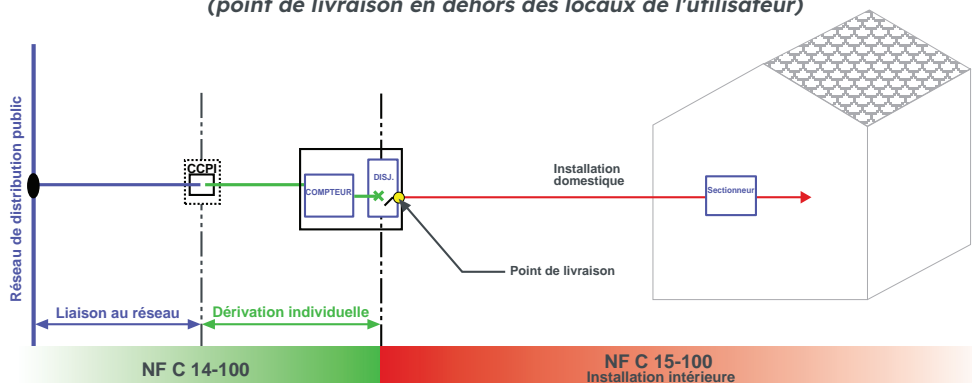 (point de livraison en dehors des locaux de l'utilisateur)
Réseau de distribution public
CCPI
COMPTEUR
DISJ.
Installation
domestique
Sectionneur
Point de livraison
Liaison au réseau
Dérivation individuelle
NF C 14-100
NF C 15-100
Installation intérieure